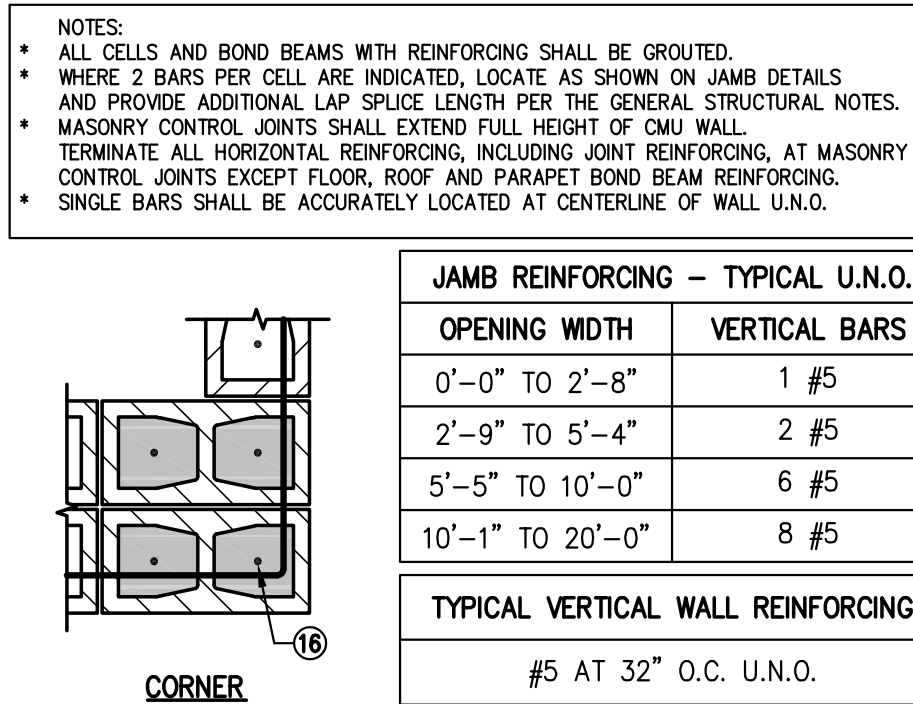 NOTES:
* ALL CELLS AND BOND BEAMS WITH REINFORCING SHALL BE GROUTED.
* WHERE 2 BARS PER CELL ARE INDICATED, LOCATE AS SHOWN ON JAMB DETAILS
AND PROVIDE ADDITIONAL LAP SPLICE LENGTH PER THE GENERAL STRUCTURAL NOTES.
* MASONRY CONTROL JOINTS SHALL EXTEND FULL HEIGHT OF CMU WALL.
TERMINATE ALL HORIZONTAL REINFORCING, INCLUDING JOINT REINFORCING, AT MASONRY
CONTROL JOINTS EXCEPT FLOOR, ROOF AND PARAPET BOND BEAM REINFORCING.
* SINGLE BARS SHALL BE ACCURATELY LOCATED AT CENTERLINE OF WALL U.N.O.
16
CORNER
JAMB REINFORCING – TYPICAL U.N.O.
OPENING WIDTH VERTICAL BARS
0'–0" TO 2'–8" 1 #5
2'–9" TO 5'–4" 2 #5
5'–5" TO 10'–0" 6 #5
10'–1" TO 20'–0" 8 #5
TYPICAL VERTICAL WALL REINFORCING
#5 AT 32" O.C. U.N.O.